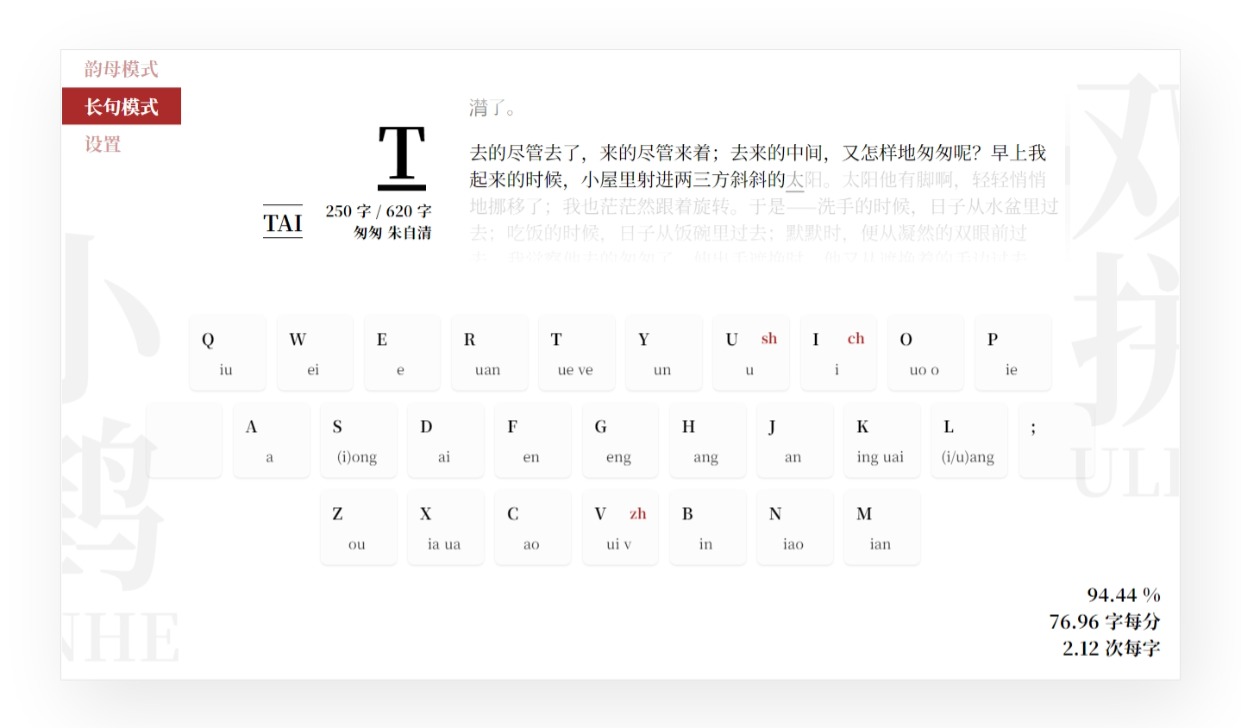 韵母模式
长句模式
设置
双
拼
ULI
小
鹤
NHE
T
TAI
250 字 / 620 字
匆匆 朱自清
潸了。
去的尽管去了，来的尽管来着；去来的中间，又怎样地匆匆呢？早上我
起来的时候，小屋里射进两三方斜斜的太阳。太阳他有脚啊，轻轻悄悄
地挪移了；我也茫茫然跟着旋转。于是——洗手的时候，日子从水盆里过
去；吃饭的时候，日子从饭碗里过去；默默时，便从凝然的双眼前过
Q W E R T Y U sh I ch O P
iu ei e uan ue ve un u i uo o ie
A S D F G H J K L ;
a (i)ong ai en eng ang an ing uai (i/u)ang
Z X C V zh B N M
ou ia ua ao ui v in iao ian
94.44 %
76.96 字每分
2.12 次每字